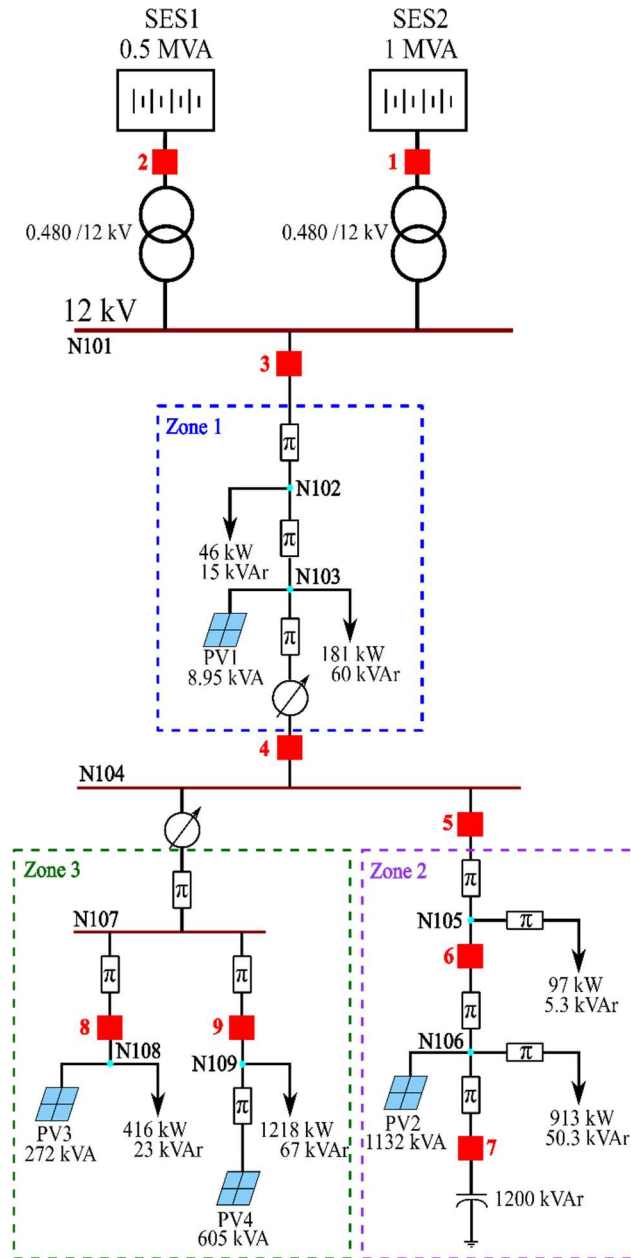 SES1
0.5 MVA
SES2
1 MVA
2
1
0.480 /12 kV
0.480 /12 kV
12 kV
N101
3
Zone 1
π
N102
46 kW
15 kVAr
π
N103
π
PV1
8.95 kVA
181 kW
60 kVAr
4
N104
5
Zone 3
Zone 2
π
π
N107
N105
π
97 kW
5.3 kVAr
6
π
π
π
8
9
N108
N109
N106
π
PV3
272 kVA
416 kW
23 kVAr
π
1218 kW
67 kVAr
PV2
1132 kVA
π
913 kW
50.3 kVAr
7
PV4
605 kVA
1200 kVAr